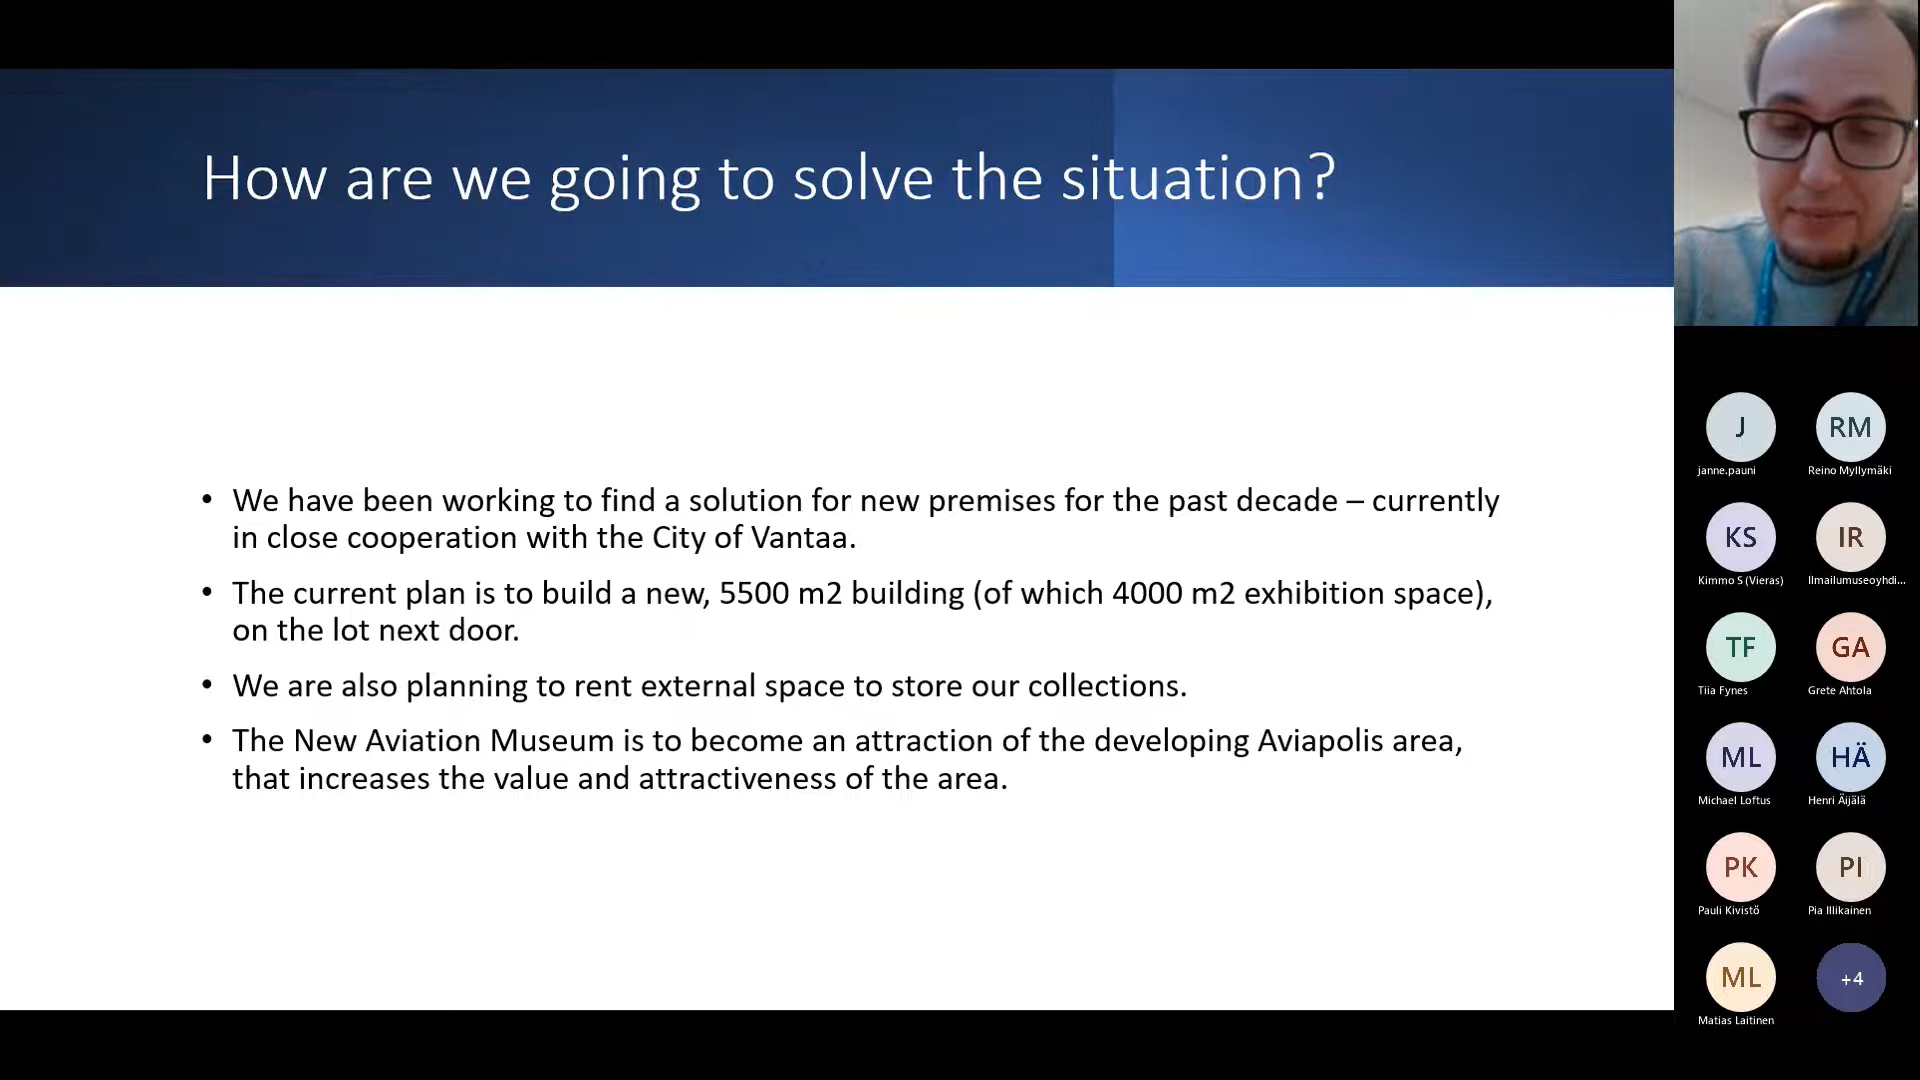 How are we going to solve the situation?
• We have been working to find a solution for new premises for the past decade – currently
in close cooperation with the City of Vantaa.
• The current plan is to build a new, 5500 m2 building (of which 4000 m2 exhibition space),
on the lot next door.
• We are also planning to rent external space to store our collections.
• The New Aviation Museum is to become an attraction of the developing Aviapolis area,
that increases the value and attractiveness of the area.
J
RM
janne.pauni
Reino Myllymäki
KS
IR
Kimmo S (Vieras)
Ilmailumuseoyhdi...
TF
GA
Tiia Fynes
Grete Ahtola
ML
HÄ
Michael Loftus
Henri Äijälä
PK
PI
Pauli Kivistö
Pia Illikainen
ML
+4
Matias Laitinen